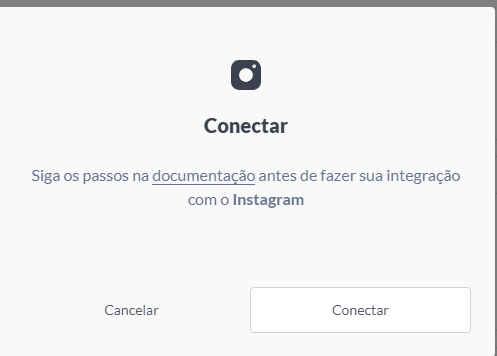 Conectar
Siga os passos na documentação antes de fazer sua integração
com o Instagram
Cancelar
Conectar